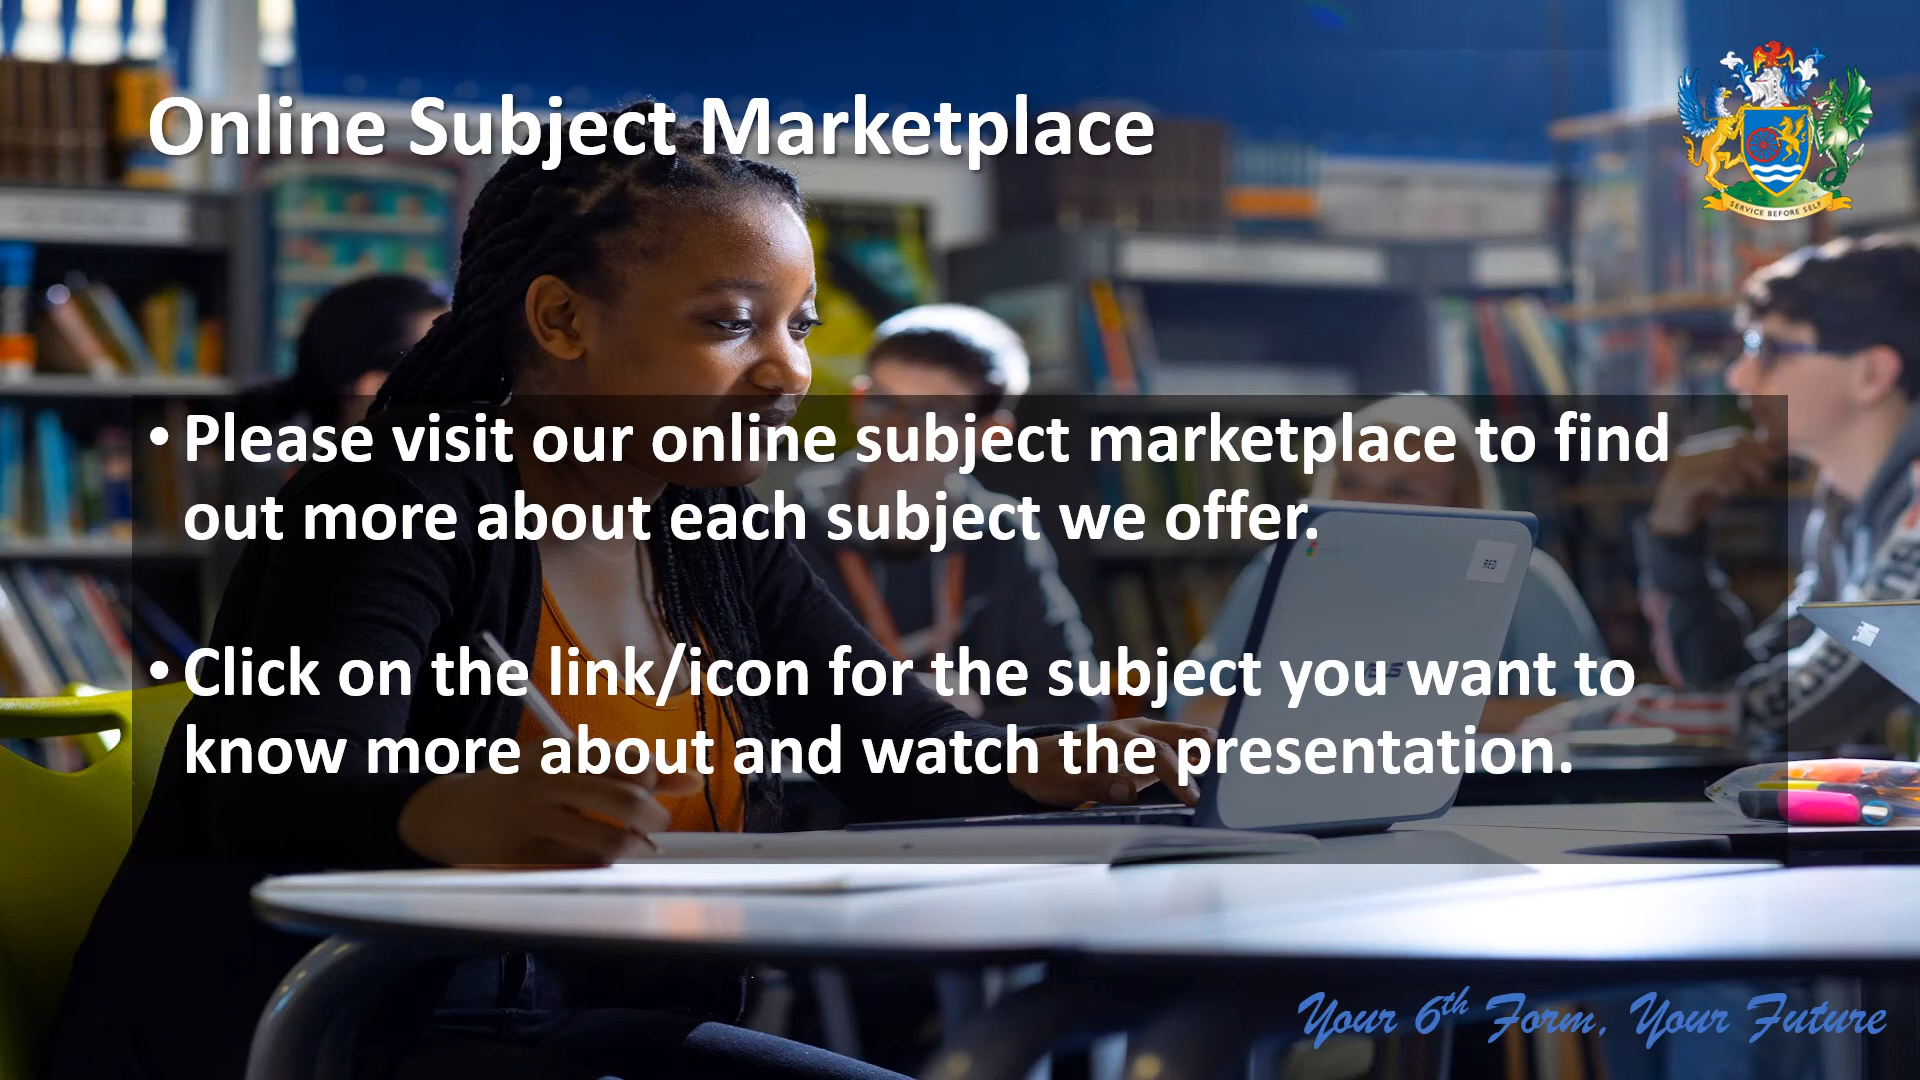 Online Subject Marketplace
SERVICE BEFORE SELF
• Please visit our online subject marketplace to find
out more about each subject we offer.
RED
• Click on the link/icon for the subject you want to
know more about and watch the presentation.
Your 6th Form, Your Future